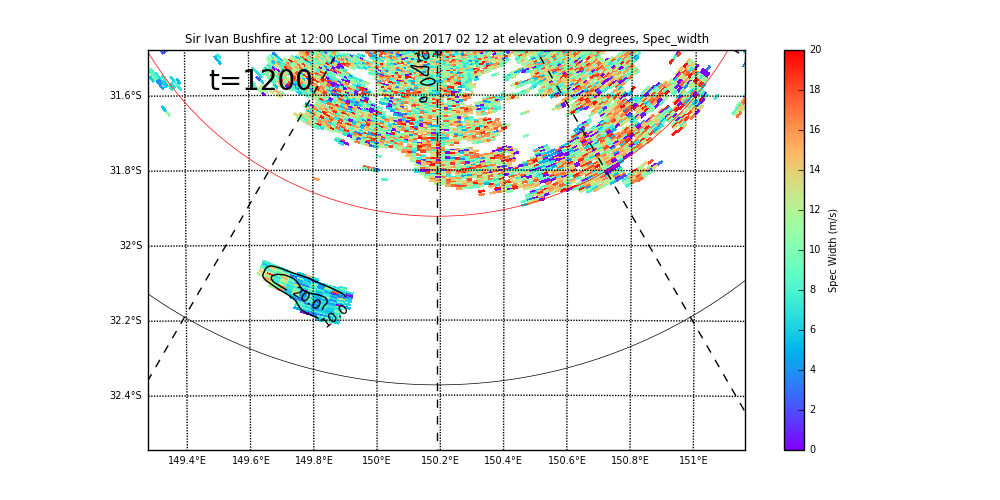 Sir Ivan Bushfire at 12:00 Local Time on 2017 02 12 at elevation 0.9 degrees, Spec_width
t=1200
31.6°S
31.8°S
32°S
32.2°S
32.4°S
20.0
10.0
149.4°E 149.6°E 149.8°E 150°E 150.2°E 150.4°E 150.6°E 150.8°E 151°E
20
18
16
14
12
10
8
6
4
2
0
Spec Width (m/s)